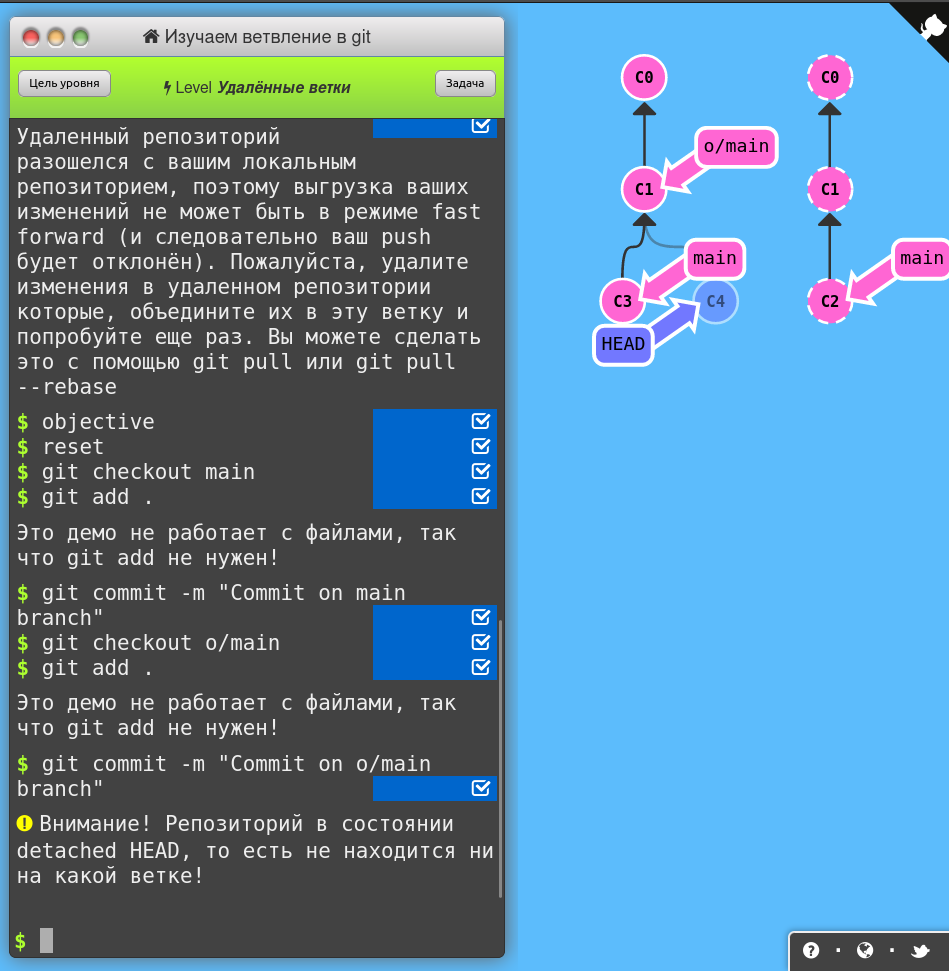 Изучаем ветвление в git
Цель уровня
Level Удалённые ветки
Задача
Удаленный репозиторий
разошелся с вашим локальным
репозиторием, поэтому выгрузка ваших
изменений не может быть в режиме fast
forward (и следовательно ваш push
будет отклонён). Пожалуйста, удалите
изменения в удаленном репозитории
которые, объедините их в эту ветку и
попробуйте еще раз. Вы можете сделать
это с помощью git pull или git pull
--rebase
$ objective
$ reset
$ git checkout main
$ git add .
Это демо не работает с файлами, так
что git add не нужен!
$ git commit -m "Commit on main
branch"
$ git checkout o/main
$ git add .
Это демо не работает с файлами, так
что git add не нужен!
$ git commit -m "Commit on o/main
branch"
Внимание! Репозиторий в состоянии
detached HEAD, то есть не находится ни
на какой ветке!
$
C0
o/main
C1
main
C3
C4
HEAD
C0
C1
main
C2